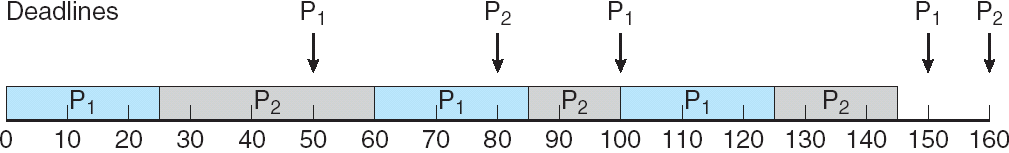 Deadlines P₁ P₂ P₁ P₁ P₂
P₁ P₂ P₁ P₂ P₁ P₂
0 10 20 30 40 50 60 70 80 90 100 110 120 130 140 150 160